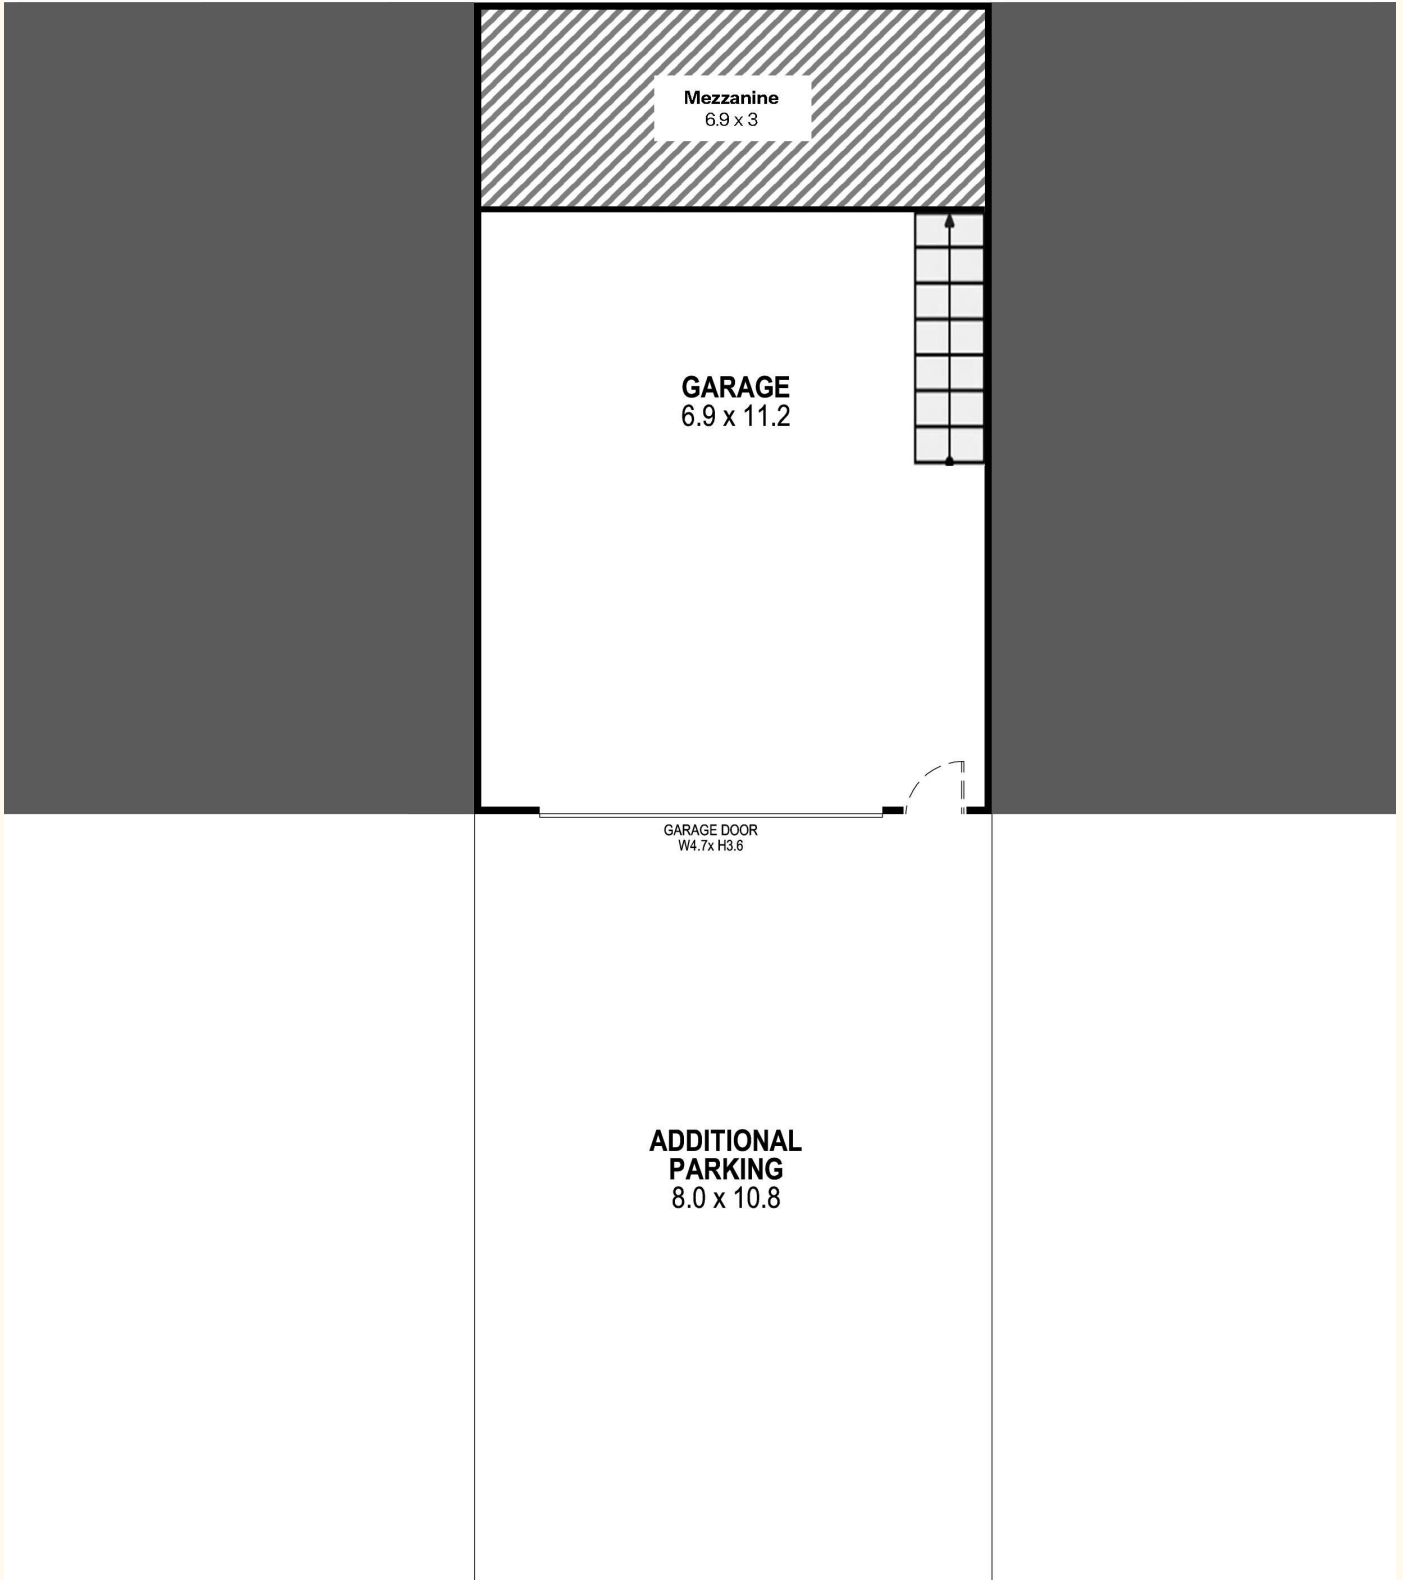 Mezzanine
6.9 x 3
GARAGE
6.9 x 11.2
GARAGE DOOR
W4.7x H3.6
ADDITIONAL
PARKING
8.0 x 10.8